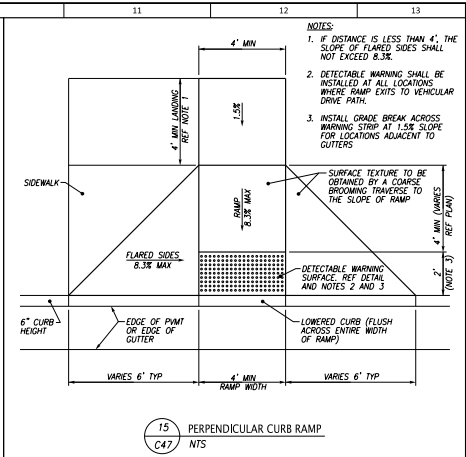 11
12
13
NOTES:
1. IF DISTANCE IS LESS THAN 4', THE
SLOPE OF FLARED SIDES SHALL
NOT EXCEED 8.3%.
2. DETECTABLE WARNING SHALL BE
INSTALLED AT ALL LOCATIONS
WHERE RAMP EXITS TO VEHICULAR
DRIVE PATH.
3. INSTALL GRADE BREAK ACROSS
WARNING STRIP AT 1.5% SLOPE
FOR LOCATIONS ADJACENT TO
GUTTERS
4' MIN
4' MIN LANDING
REF NOTE 1
1.5%
SIDEWALK
SURFACE TEXTURE TO BE
OBTAINED BY A COARSE
BROOMING TRAVERSE TO
THE SLOPE OF RAMP
RAMP
8.3% MAX
4' MIN (VARIES
REF PLAN)
FLARED SIDES
8.3% MAX
DETECTABLE WARNING
SURFACE, REF DETAIL
AND NOTES 2 AND 3
2'
(NOTE 3)
6" CURB
HEIGHT
EDGE OF PVMT
OR EDGE OF
GUTTER
LOWERED CURB (FLUSH
ACROSS ENTIRE WIDTH
OF RAMP)
VARIES 6' TYP
4' MIN
RAMP WIDTH
VARIES 6' TYP
15
C47
PERPENDICULAR CURB RAMP
NTS